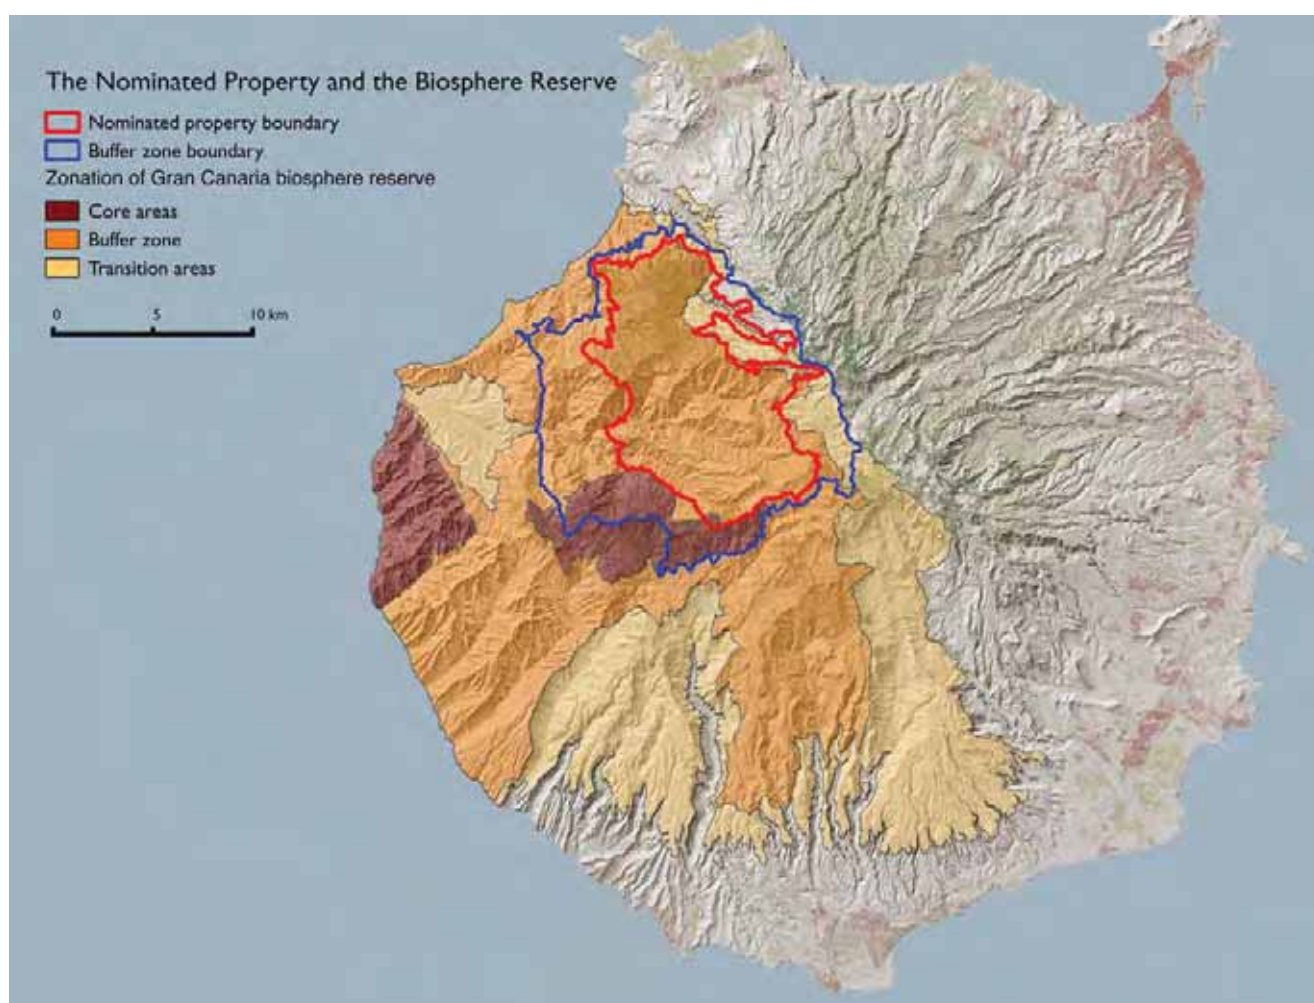 The Nominated Property and the Biosphere Reserve
Nominated property boundary
Buffer zone boundary
Zonation of Gran Canaria biosphere reserve
Core areas
Buffer zone
Transition areas
0 5 10 km